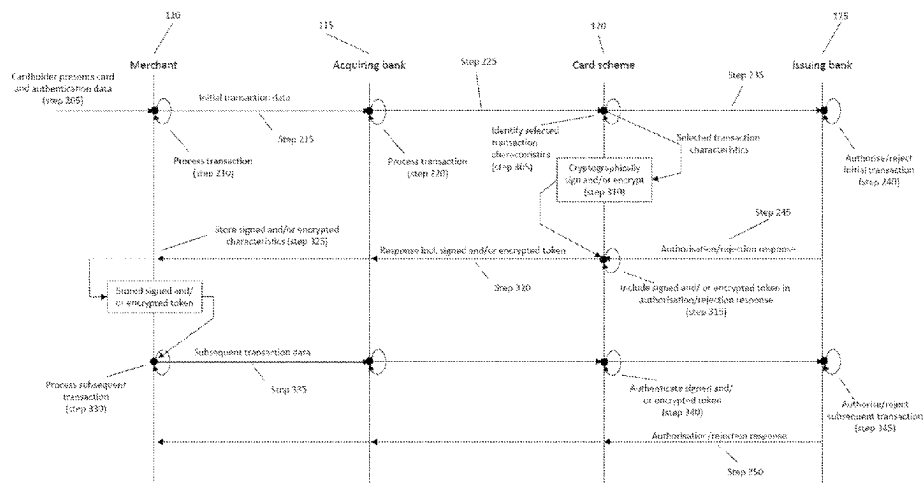 110
115
120
125
Merchant
Acquiring bank
Card scheme
Issuing bank
Cardholder presents card
and authentication data
(step 205)
Initial transaction data
Step 215
Step 225
Step 235
Process transaction
(step 210)
Process transaction
(step 220)
Identify selected
transaction
characteristics
(step 305)
Selected transaction
characteristics
Authorise/reject
initial transaction
(step 240)
Cryptographically
sign and/or encrypt
(step 310)
Step 245
Store signed and/or encrypted
characteristics (step 325)
Response incl. signed and/or encrypted token
Authorisation/rejection response
Step 320
Include signed and/ or encrypted token in
authorisation/rejection response
(step 315)
Stored signed and/
or encrypted token
Subsequent transaction data
Step 335
Process subsequent
transaction
(step 330)
Authenticate signed and/
or encrypted token
(step 340)
Authorise/reject
subsequent transaction
(step 345)
Authorisation/rejection response
Step 350